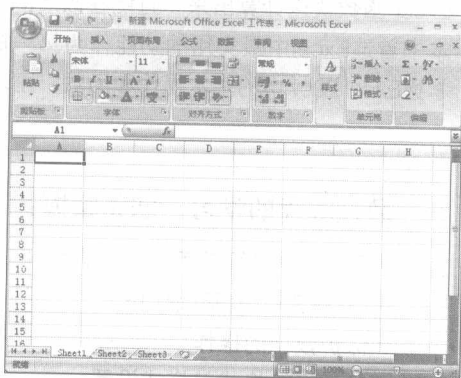 新建 Microsoft Office Excel 工作表 - Microsoft Excel
开始 插入 页面布局 公式 数据 审阅 视图
粘贴 宋体 11 常规 样式 插入
B I U A A % , 删除
A 格式
剪贴板 字体 对齐方式 数字 单元格 编辑
A1 fx
A B C D E F G H
1
2
3
4
5
6
7
8
9
10
11
12
13
14
15
16
Sheet1 Sheet2 Sheet3
就绪 100%